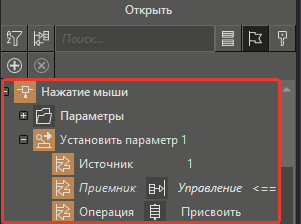 Открыть
Поиск...
Нажатие мыши
Параметры
Установить параметр 1
Источник 1
Приемник Управление <==
Операция Присвоить